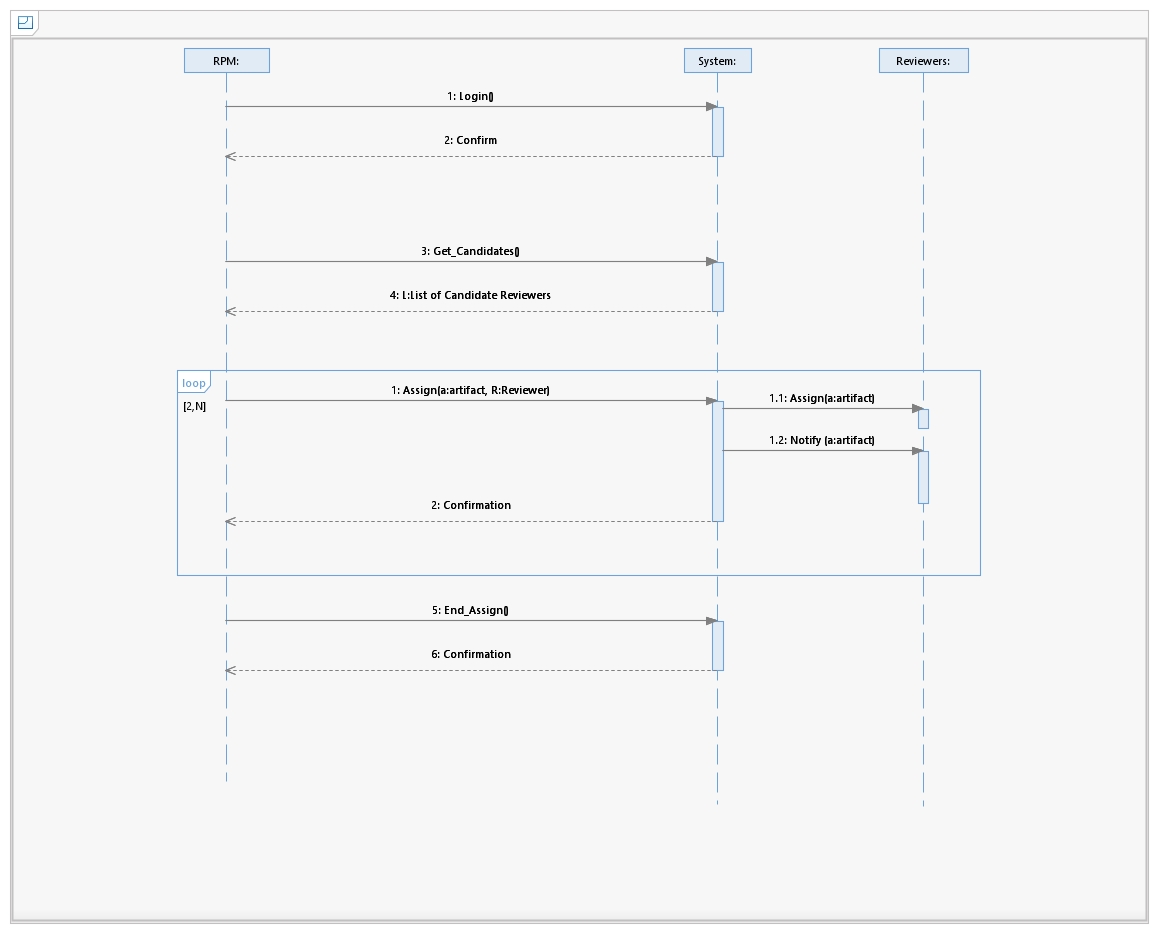 RPM:
System:
Reviewers:
1: Login()
2: Confirm
3: Get_Candidates()
4: L:List of Candidate Reviewers
loop
[2,N]
1: Assign(a:artifact, R:Reviewer)
1.1: Assign(a:artifact)
1.2: Notify (a:artifact)
2: Confirmation
5: End_Assign()
6: Confirmation